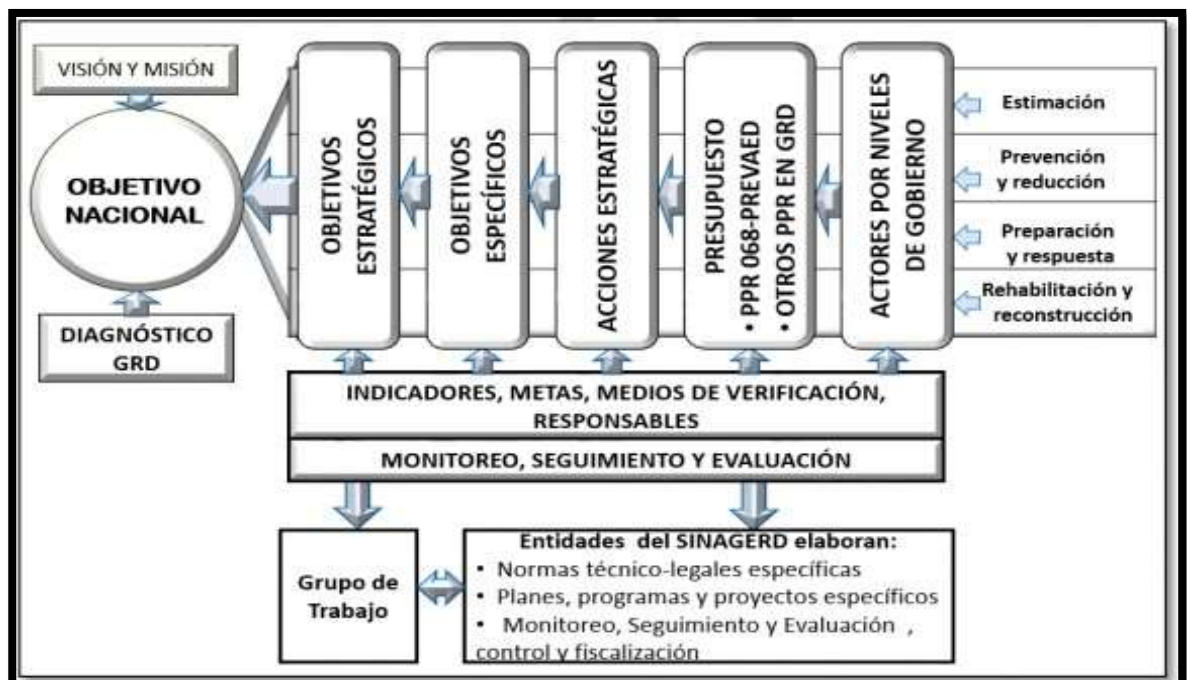 VISIÓN Y MISIÓN
OBJETIVO
NACIONAL
DIAGNÓSTICO
GRD
OBJETIVOS
ESTRATÉGICOS
OBJETIVOS
ESPECÍFICOS
ACCIONES ESTRATÉGICAS
PRESUPUESTO
• PPR 068-PREVAED
• OTROS PPR EN GRD
ACTORES POR NIVELES
DE GOBIERNO
Estimación
Prevención
y reducción
Preparación
y respuesta
Rehabilitación y
reconstrucción
INDICADORES, METAS, MEDIOS DE VERIFICACIÓN,
RESPONSABLES
MONITOREO, SEGUIMIENTO Y EVALUACIÓN
Grupo de
Trabajo
Entidades del SINAGERD elaboran:
• Normas técnico-legales específicas
• Planes, programas y proyectos específicos
• Monitoreo, Seguimiento y Evaluación ,
control y fiscalización